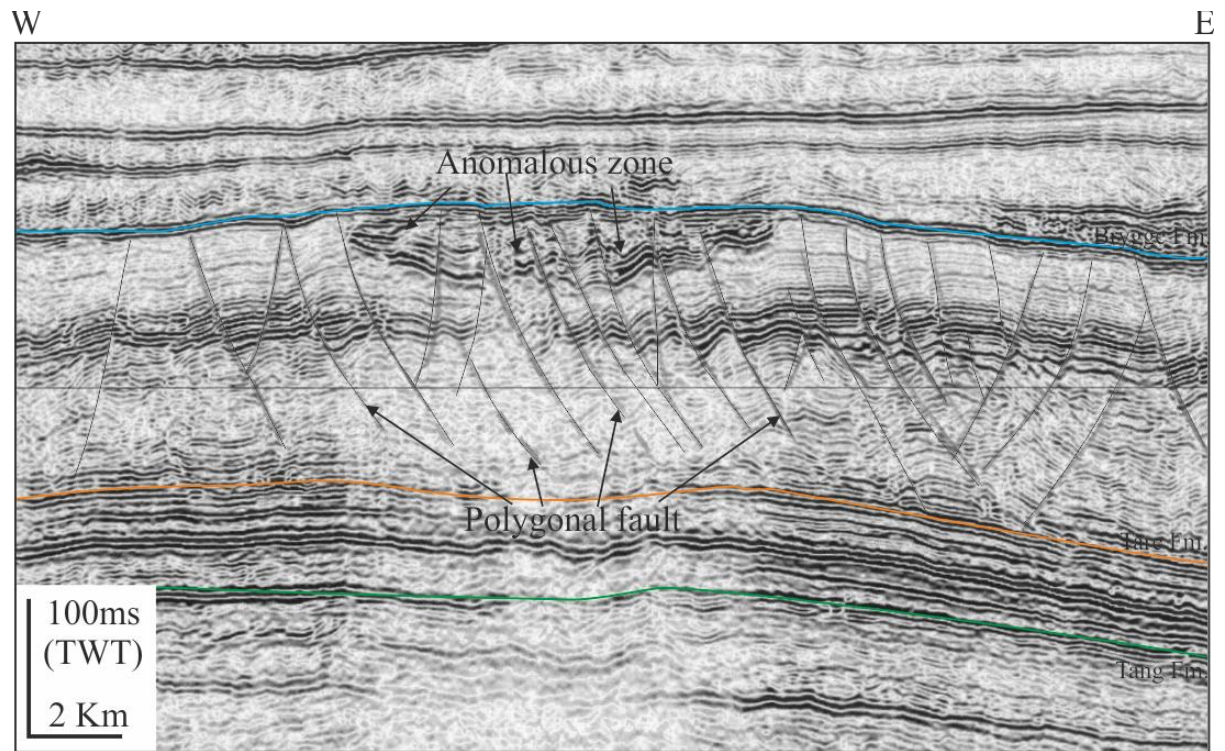 W
E
Anomalous zone
Brygge Fm
Polygonal fault
Tare Fm
100ms
(TWT)
Tang Fm
2 Km